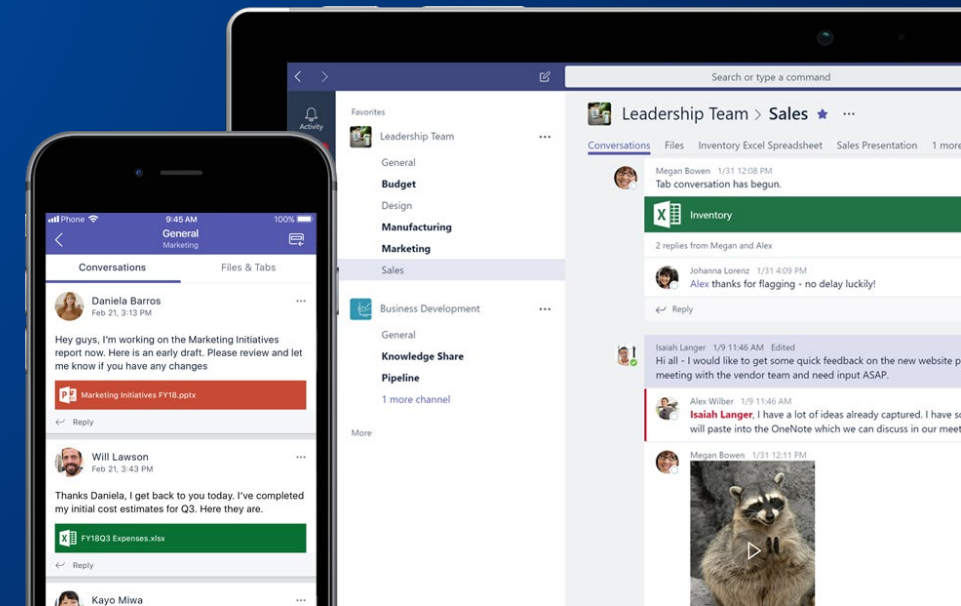 Phone
9:45 AM
100%
General
Marketing
Conversations
Files & Tabs
Daniela Barros
Feb 21, 3:13 PM
Hey guys, I'm working on the Marketing Initiatives
report now. Here is an early draft. Please review and let
me know if you have any changes
Marketing Initiatives FY18.pptx
Reply
Will Lawson
Feb 21, 3:43 PM
Thanks Daniela, I get back to you today. I've completed
my initial cost estimates for Q3. Here they are.
FY18Q3 Expenses.xlsx
Reply
Kayo Miwa
Search or type a command
Activity
Favorites
Leadership Team
General
Budget
Design
Manufacturing
Marketing
Sales
Business Development
General
Knowledge Share
Pipeline
1 more channel
More
Leadership Team > Sales
Conversations Files Inventory Excel Spreadsheet Sales Presentation 1 more
Megan Bowen 1/31 12:08 PM
Tab conversation has begun.
Inventory
2 replies from Megan and Alex
Johanna Lorenz 1/31 4:09 PM
Alex thanks for flagging - no delay luckily!
Reply
Isaiah Langer 1/9 11:46 AM Edited
Hi all - I would like to get some quick feedback on the new website p
meeting with the vendor team and need input ASAP.
Alex Wilber 1/9 11:46 AM
Isaiah Langer, I have a lot of ideas already captured. I have so
will paste into the OneNote which we can discuss in our meet
Megan Bowen 1/31 12:11 PM